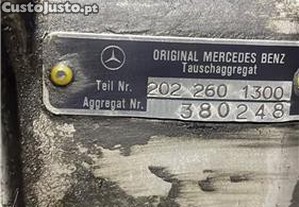 CustoJusto.pt
ORIGINAL MERCEDES BENZ
Tauschaggregat
Teil Nr. 202 260 1300
Aggregat Nr. 380248